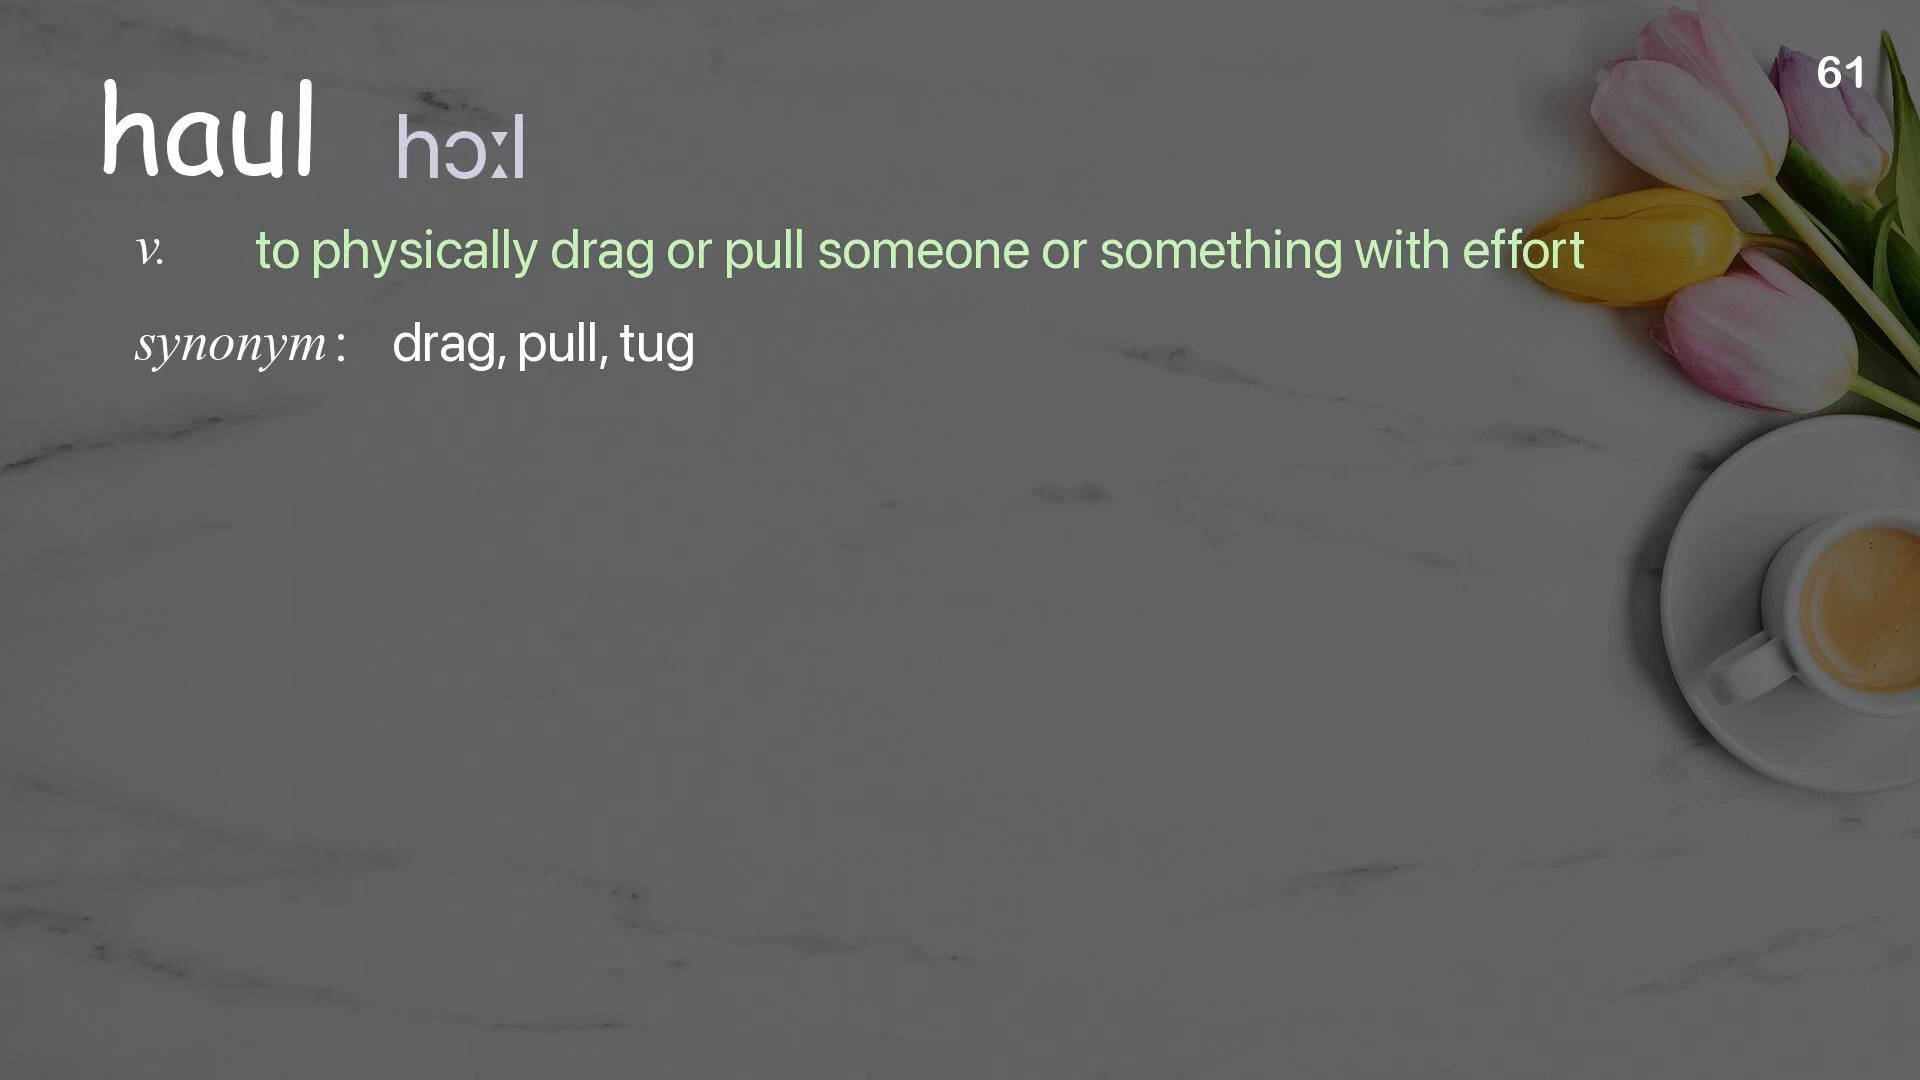 61
haul hɔːl
v. to physically drag or pull someone or something with effort
synonym : drag, pull, tug